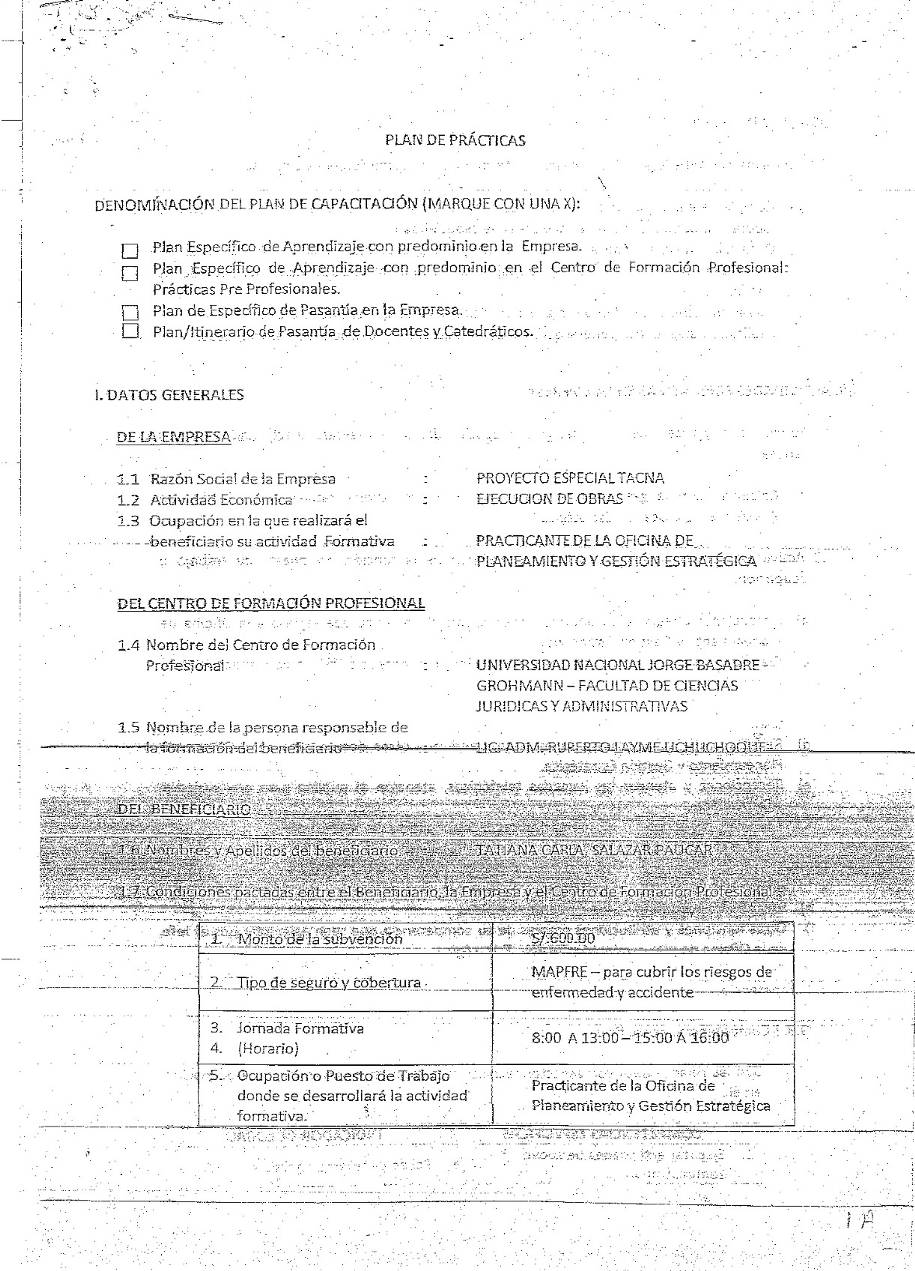 PLAN DE PRÁCTICAS
DENOMINACIÓN DEL PLAN DE CAPACITACIÓN (MARQUE CON UNA X):
Plan Específico de Aprendizaje con predominio en la Empresa.
Plan Específico de Aprendizaje con predominio en el Centro de Formación Profesional:
Prácticas Pre Profesionales.
Plan de Específico de Pasantía en la Empresa.
Plan/Itinerario de Pasantía de Docentes y Catedráticos.
I. DATOS GENERALES
DE LA EMPRESA
1.1 Razón Social de la Empresa : PROYECTO ESPECIAL TACNA
1.2 Actividad Económica : EJECUCION DE OBRAS
1.3 Ocupación en la que realizará el
beneficiario su actividad Formativa : PRACTICANTE DE LA OFICINA DE
PLANEAMIENTO Y GESTIÓN ESTRATÉGICA
DEL CENTRO DE FORMACIÓN PROFESIONAL
1.4 Nombre del Centro de Formación
Profesional : UNIVERSIDAD NACIONAL JORGE BASADRE
GROHMANN – FACULTAD DE CIENCIAS
JURIDICAS Y ADMINISTRATIVAS
1.5 Nombre de la persona responsable de
la formación del beneficiario LIC. ADM. RUPERTO LAYME UCHUCHOQUE
DEL BENEFICIARIO
1.6 Nombres y Apellidos del beneficiario TATIANA CARLA, SALAZAR PAUCAR
1.7 Condiciones pactadas entre el Beneficiario, la Empresa y el Centro de Formación Profesional
1. Monto de la subvención S/.600.00
2. Tipo de seguro y cobertura MAPFRE – para cubrir los riesgos de
enfermedad y accidente
3. Jornada Formativa
4. (Horario) 8:00 A 13:00 – 15:00 A 16:00
5. Ocupación o Puesto de Trabajo
donde se desarrollará la actividad
formativa. Practicante de la Oficina de
Planeamiento y Gestión Estratégica